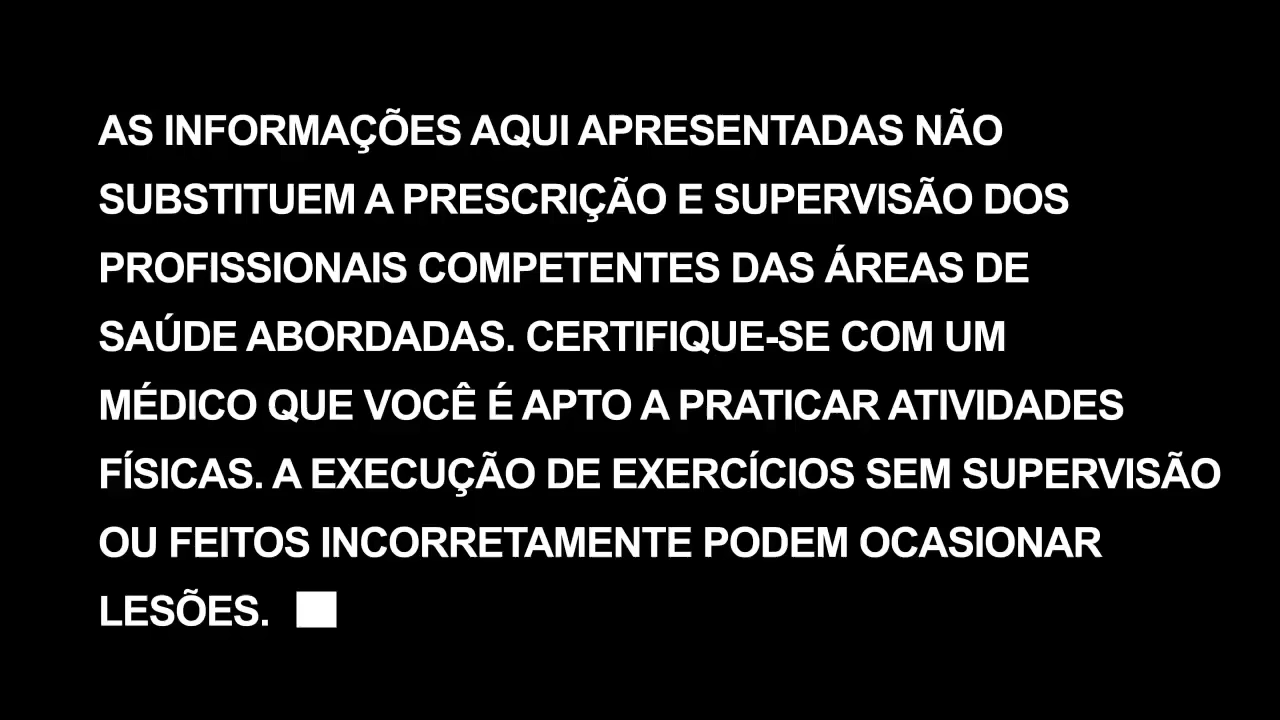 AS INFORMAÇÕES AQUI APRESENTADAS NÃO
SUBSTITUEM A PRESCRIÇÃO E SUPERVISÃO DOS
PROFISSIONAIS COMPETENTES DAS ÁREAS DE
SAÚDE ABORDADAS. CERTIFIQUE-SE COM UM
MÉDICO QUE VOCÊ É APTO A PRATICAR ATIVIDADES
FÍSICAS. A EXECUÇÃO DE EXERCÍCIOS SEM SUPERVISÃO
OU FEITOS INCORRETAMENTE PODEM OCASIONAR
LESÕES.